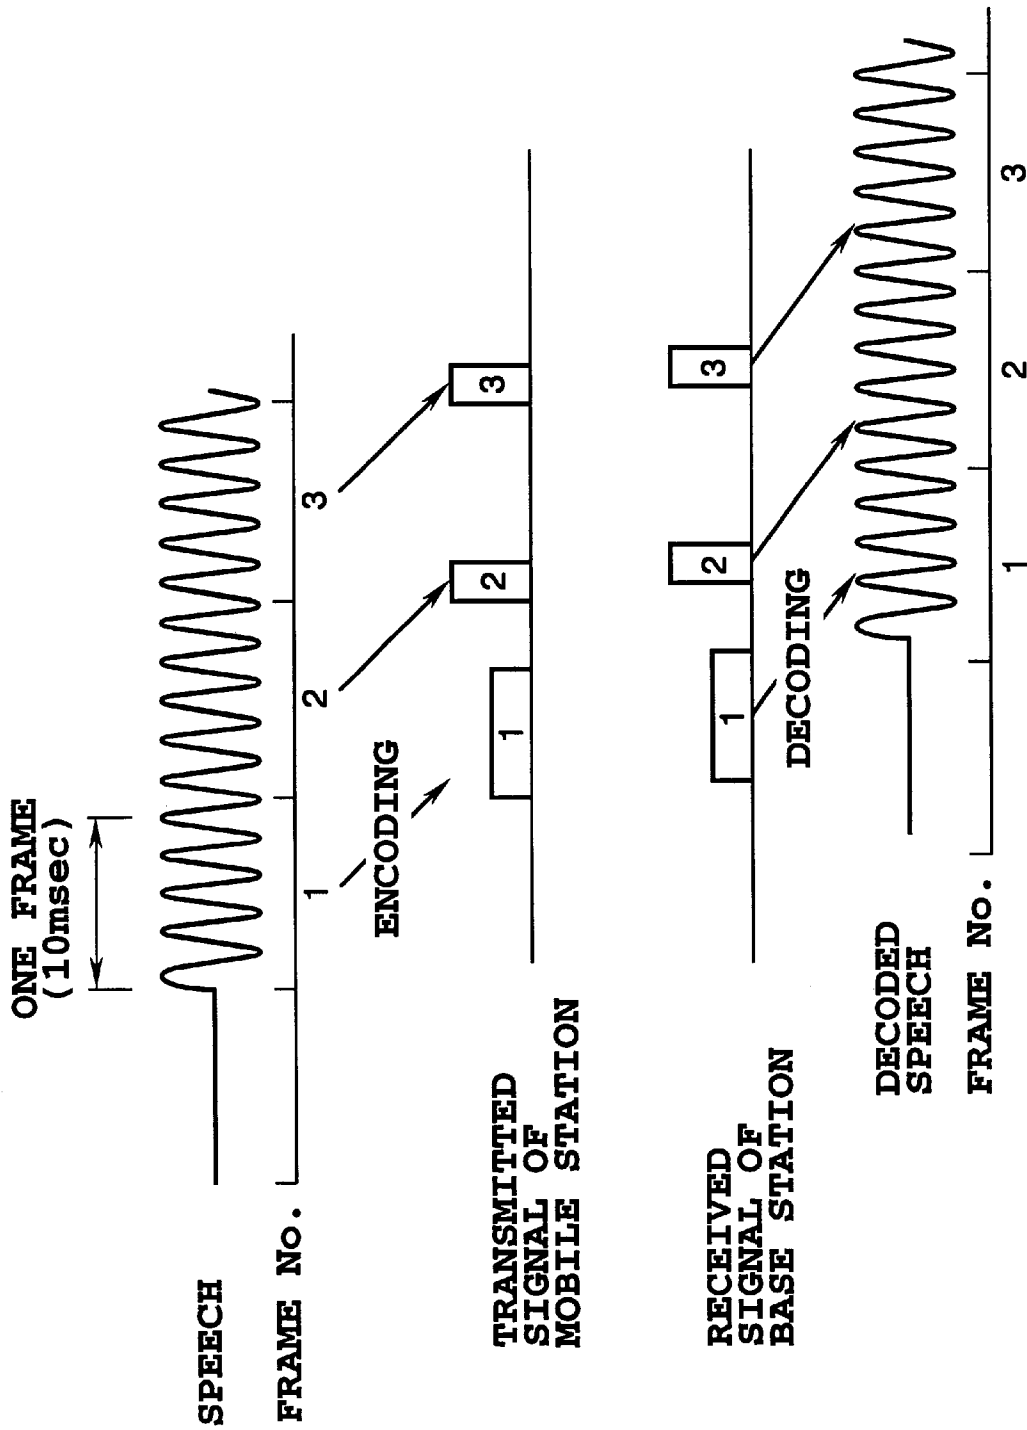 ONE FRAME
(10msec)
SPEECH
FRAME No.
1
2
3
ENCODING
TRANSMITTED
SIGNAL OF
MOBILE STATION
1
2
3
RECEIVED
SIGNAL OF
BASE STATION
1
2
3
DECODING
DECODED
SPEECH
FRAME No.
1
2
3